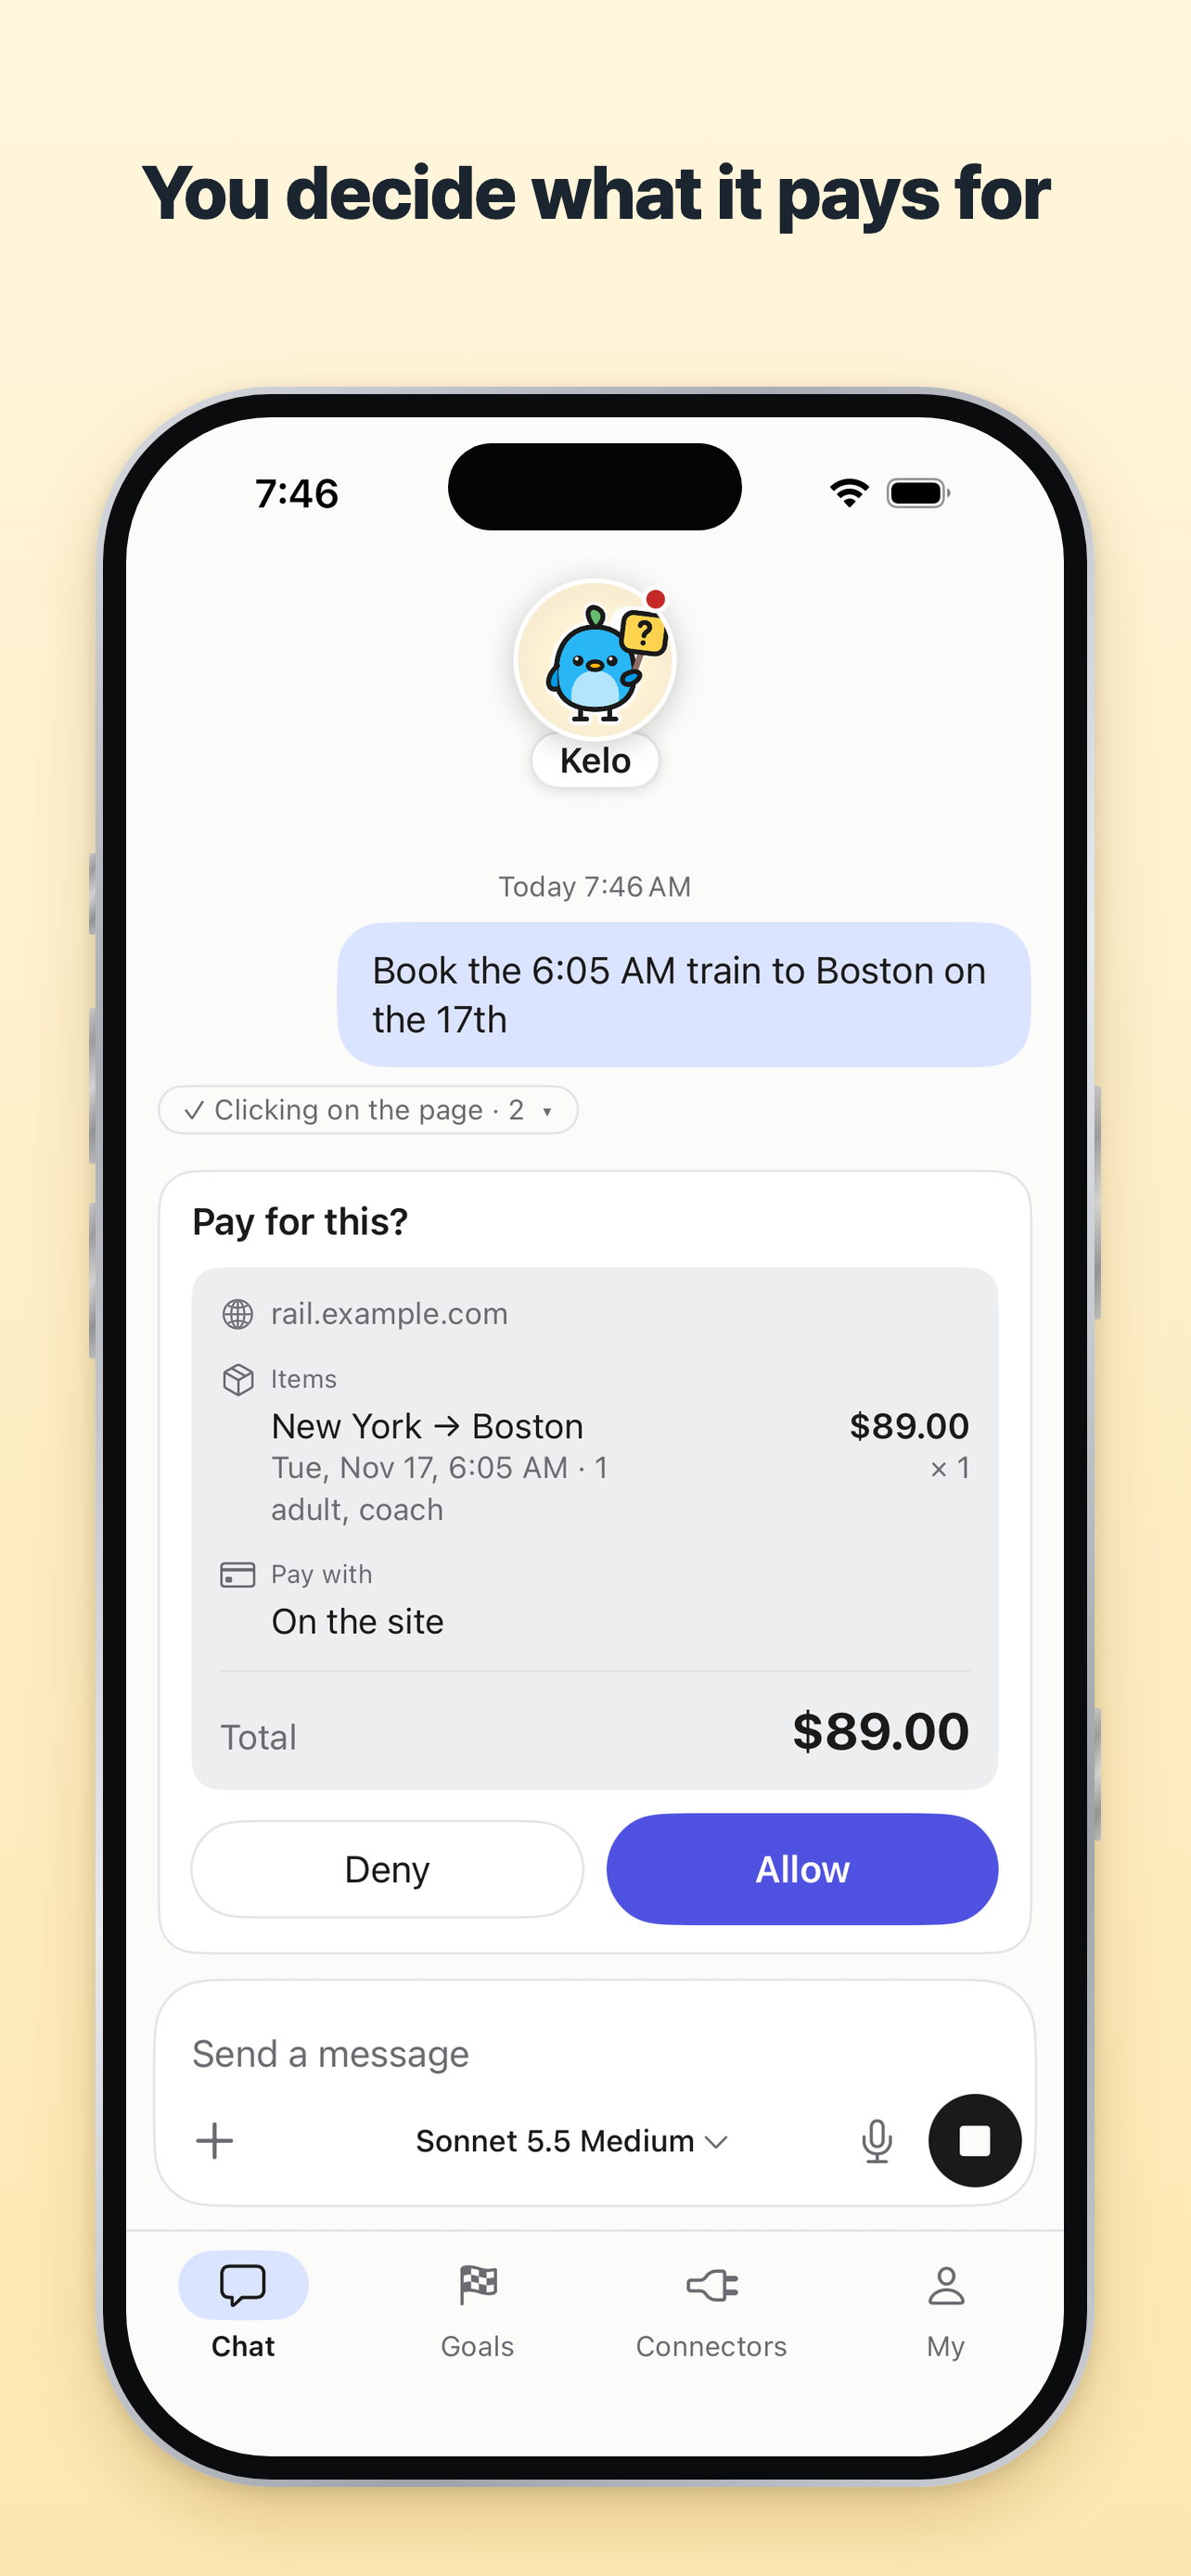 You decide what it pays for
7:46
?
Kelo
Today 7:46 AM
Book the 6:05 AM train to Boston on
the 17th
✓ Clicking on the page · 2 ▾
Pay for this?
rail.example.com
Items
New York → Boston $89.00
Tue, Nov 17, 6:05 AM · 1 × 1
adult, coach
Pay with
On the site
Total $89.00
Deny Allow
Send a message
Sonnet 5.5 Medium
Chat Goals Connectors My